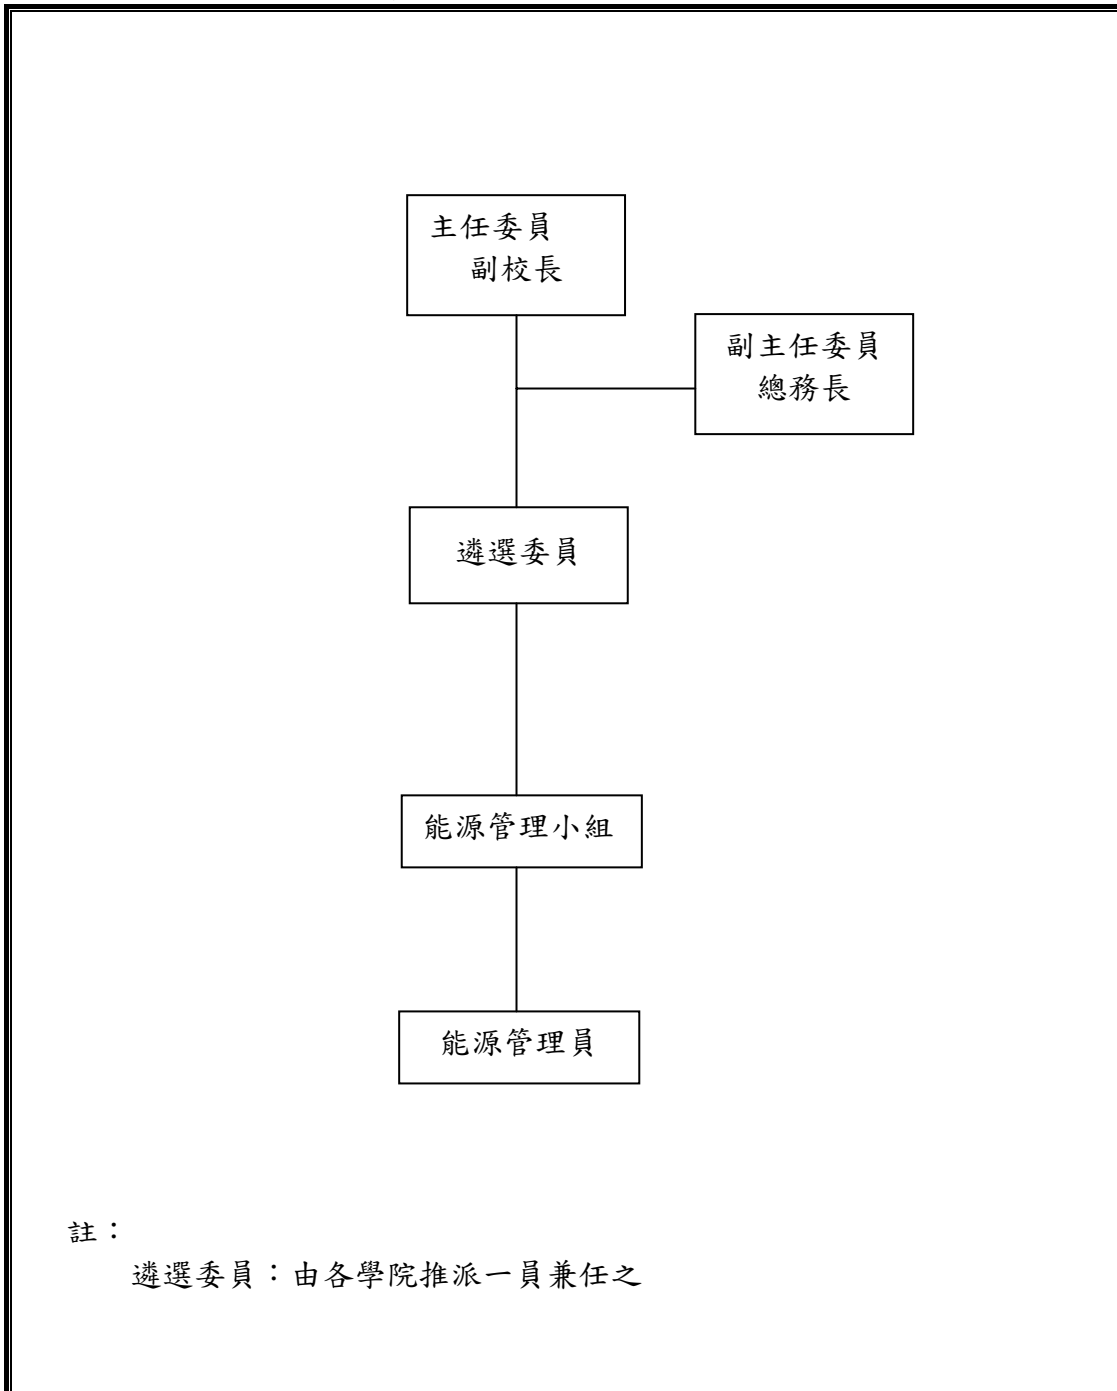 主任委員
副校長
副主任委員
總務長
遴選委員
能源管理小組
能源管理員
註：
遴選委員：由各學院推派一員兼任之